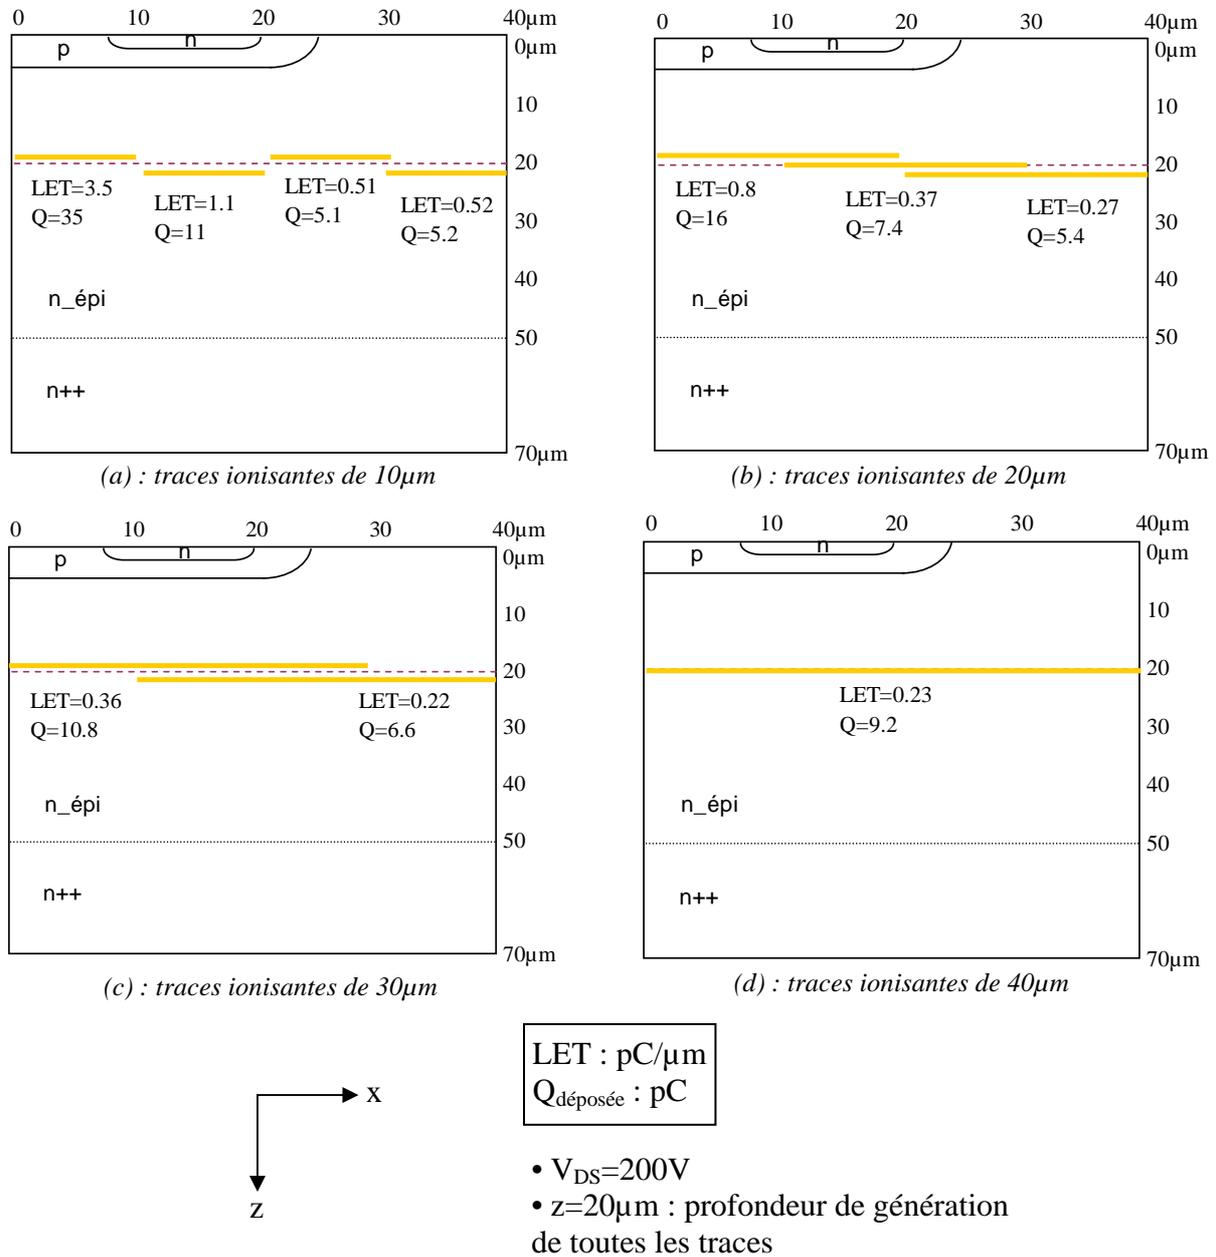 0 10 20 30 40µm
0µm
p n
10
20
LET=3.5
Q=35
LET=1.1
Q=11
LET=0.51
Q=5.1
LET=0.52
Q=5.2
30
40
n_épi
50
n++
70µm
(a) : traces ionisantes de 10µm
0 10 20 30 40µm
0µm
p n
10
20
LET=0.8
Q=16
LET=0.37
Q=7.4
LET=0.27
Q=5.4
30
40
n_épi
50
n++
70µm
(b) : traces ionisantes de 20µm
0 10 20 30 40µm
0µm
p n
10
20
LET=0.36
Q=10.8
LET=0.22
Q=6.6
30
40
n_épi
50
n++
70µm
(c) : traces ionisantes de 30µm
0 10 20 30 40µm
0µm
p n
10
20
LET=0.23
Q=9.2
30
40
n_épi
50
n++
70µm
(d) : traces ionisantes de 40µm
x
z
LET : pC/µm
Qdéposée : pC
• VDS=200V
• z=20µm : profondeur de génération
de toutes les traces